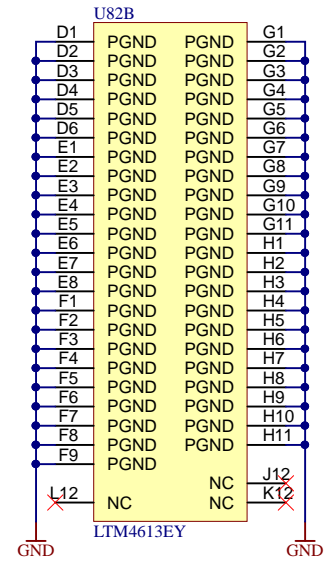 U82B
D1 PGND PGND G1
D2 PGND PGND G2
D3 PGND PGND G3
D4 PGND PGND G4
D5 PGND PGND G5
D6 PGND PGND G6
E1 PGND PGND G7
E2 PGND PGND G8
E3 PGND PGND G9
E4 PGND PGND G10
E5 PGND PGND G11
E6 PGND PGND H1
E7 PGND PGND H2
E8 PGND PGND H3
F1 PGND PGND H4
F2 PGND PGND H5
F3 PGND PGND H6
F4 PGND PGND H7
F5 PGND PGND H8
F6 PGND PGND H9
F7 PGND PGND H10
F8 PGND PGND H11
F9 PGND
NC J12
L12 NC NC K12
LTM4613EY
GND GND